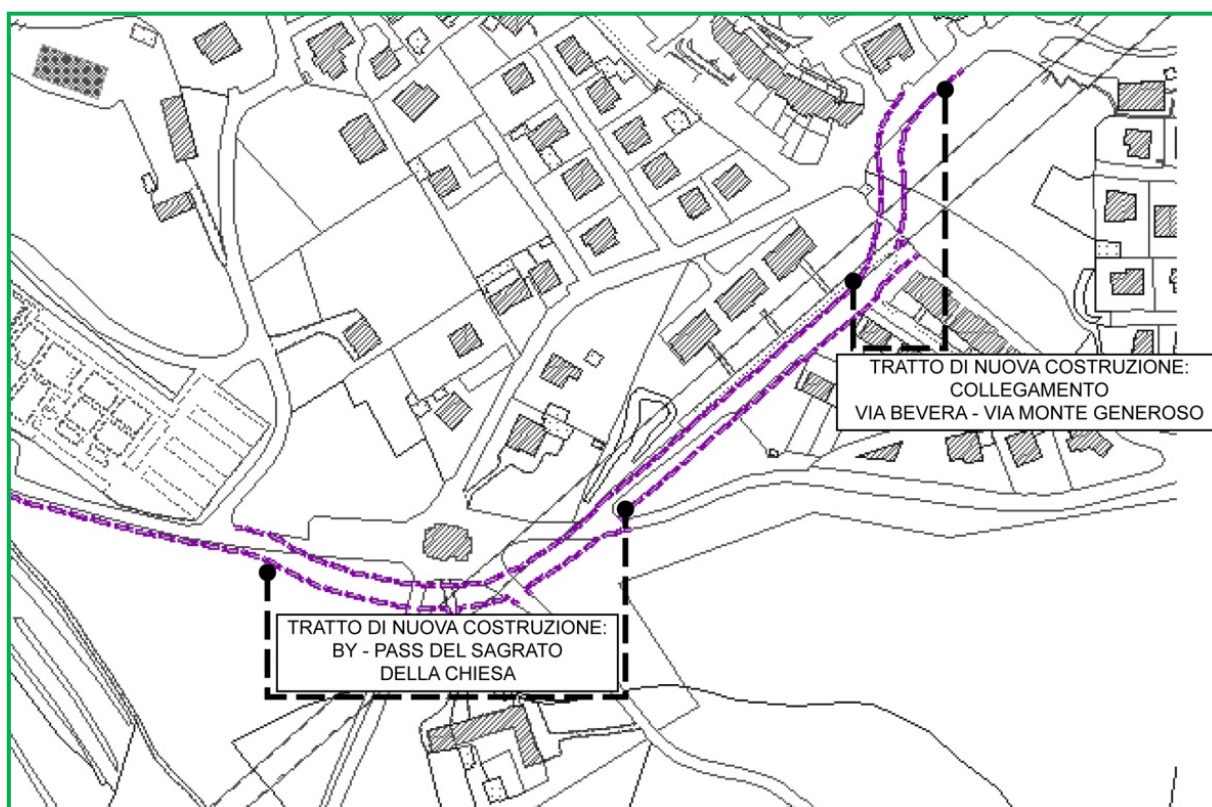 TRATTO DI NUOVA COSTRUZIONE:
COLLEGAMENTO
VIA BEVERA - VIA MONTE GENEROSO
TRATTO DI NUOVA COSTRUZIONE:
BY - PASS DEL SAGRATO
DELLA CHIESA